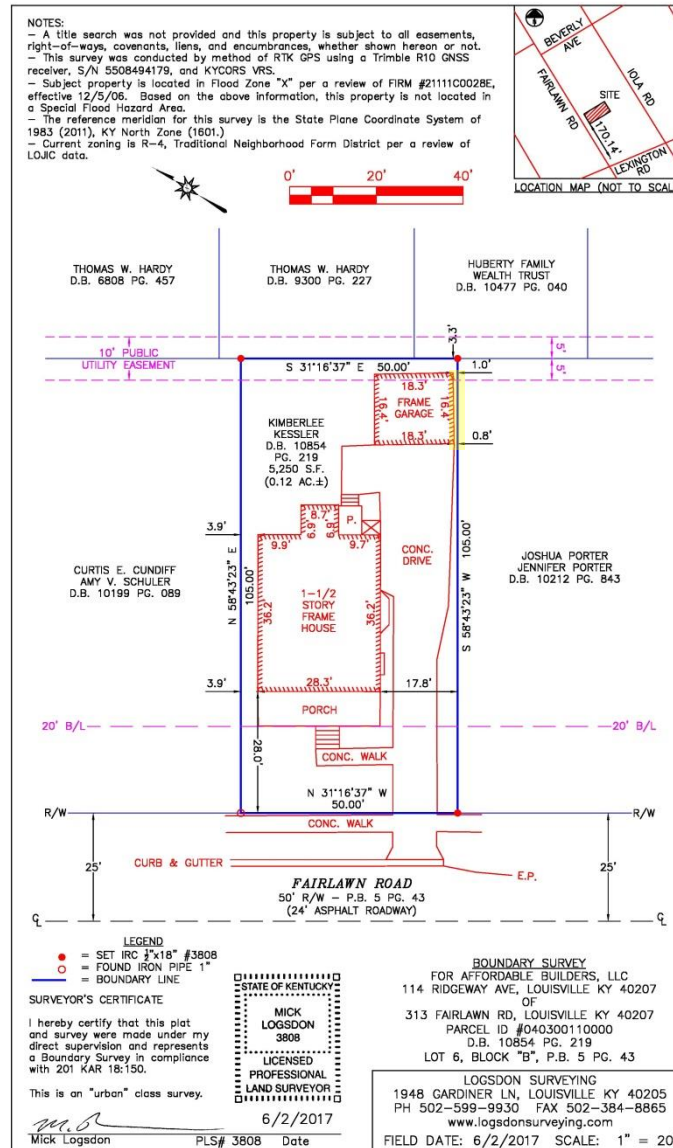 NOTES:
– A title search was not provided and this property is subject to all easements,
right–of–ways, covenants, liens, and encumbrances, whether shown hereon or not.
– This survey was conducted by method of RTK GPS using a Trimble R10 GNSS
receiver, S/N 5508494179, and KYCORS VRS.
– Subject property is located in Flood Zone "X" per a review of FIRM #21111C0028E,
effective 12/5/06. Based on the above information, this property is not located in
a Special Flood Hazard Area.
– The reference meridian for this survey is the State Plane Coordinate System of
1983 (2011), KY North Zone (1601.)
– Current zoning is R–4, Traditional Neighborhood Form District per a review of
LOJIC data.
BEVERLY
AVE
FAIRLAWN RD
IOLA RD
SITE
170.14'
LEXINGTON
RD
LOCATION MAP (NOT TO SCAL
0' 20' 40'
THOMAS W. HARDY
D.B. 6808 PG. 457
THOMAS W. HARDY
D.B. 9300 PG. 227
HUBERTY FAMILY
WEALTH TRUST
D.B. 10477 PG. 040
10' PUBLIC
UTILITY EASEMENT
3.3'
5'
5'
S 31°16'37" E 50.00'
1.0'
18.3'
16.4'
FRAME
GARAGE
16.4'
18.3'
0.8'
KIMBERLEE
KESSLER
D.B. 10854
PG. 219
5,250 S.F.
(0.12 AC.±)
8.7'
6.9'
6.9'
P.
3.9'
9.9'
9.7'
CONC.
DRIVE
N 58°43'23" E
105.00'
S 58°43'23" W 105.00'
CURTIS E. CUNDIFF
AMY V. SCHULER
D.B. 10199 PG. 089
JOSHUA PORTER
JENNIFER PORTER
D.B. 10212 PG. 843
36.2'
1–1/2
STORY
FRAME
HOUSE
36.2'
3.9'
28.3'
17.8'
PORCH
20' B/L
20' B/L
28.0'
CONC. WALK
N 31°16'37" W
50.00'
R/W
R/W
CONC. WALK
25'
25'
CURB & GUTTER
E.P.
FAIRLAWN ROAD
50' R/W – P.B. 5 PG. 43
(24' ASPHALT ROADWAY)
LEGEND
= SET IRC ½"x18" #3808
= FOUND IRON PIPE 1"
= BOUNDARY LINE
SURVEYOR'S CERTIFICATE
I hereby certify that this plat
and survey were made under my
direct supervision and represents
a Boundary Survey in compliance
with 201 KAR 18:150.
This is an "urban" class survey.
STATE OF KENTUCKY
MICK
LOGSDON
3808
LICENSED
PROFESSIONAL
LAND SURVEYOR
6/2/2017
Mick Logsdon PLS# 3808 Date
BOUNDARY SURVEY
FOR AFFORDABLE BUILDERS, LLC
114 RIDGEWAY AVE, LOUISVILLE KY 40207
OF
313 FAIRLAWN RD, LOUISVILLE KY 40207
PARCEL ID #040300110000
D.B. 10854 PG. 219
LOT 6, BLOCK "B", P.B. 5 PG. 43
LOGSDON SURVEYING
1948 GARDINER LN, LOUISVILLE KY 40205
PH 502–599–9930 FAX 502–384–8865
www.logsdonsurveying.com
FIELD DATE: 6/2/2017 SCALE: 1" = 20